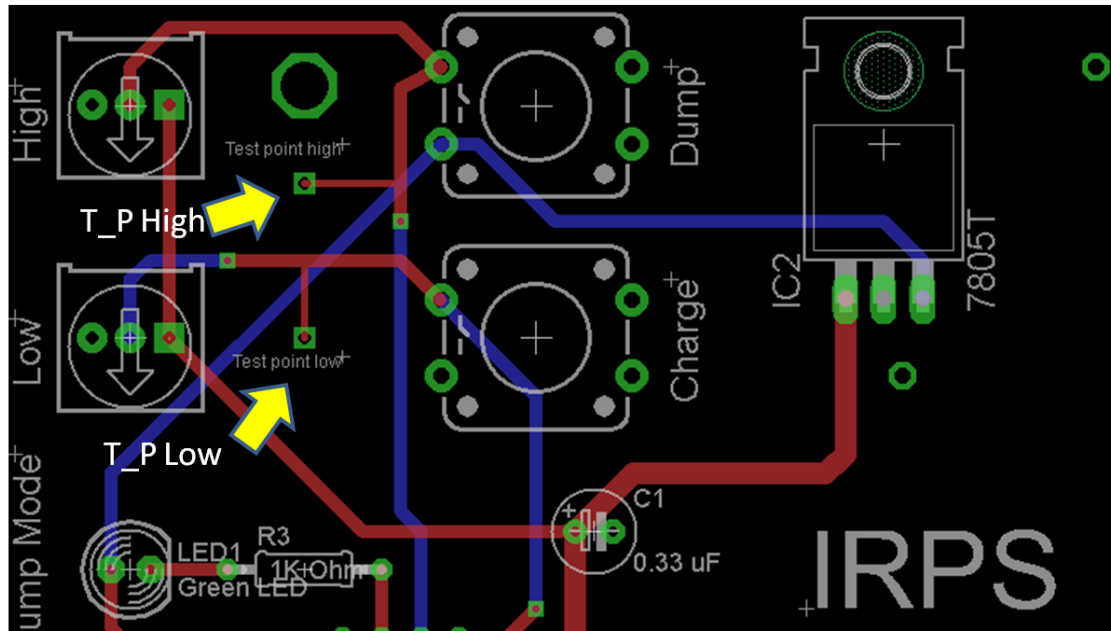 High
Test point high
T_P High
Dump
IC2
7805T
Low
Test point low
T_P Low
Charge
ump Mode
LED1
Green LED
R3
1K Ohm
C1
0.33 uF
IRPS